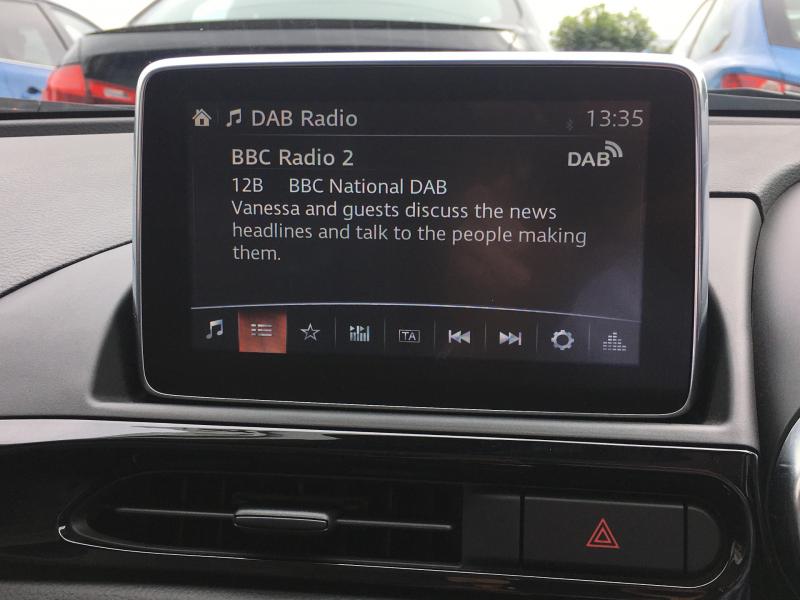 DAB Radio 13:35
BBC Radio 2 DAB
12B BBC National DAB
Vanessa and guests discuss the news
headlines and talk to the people making
them.
TA